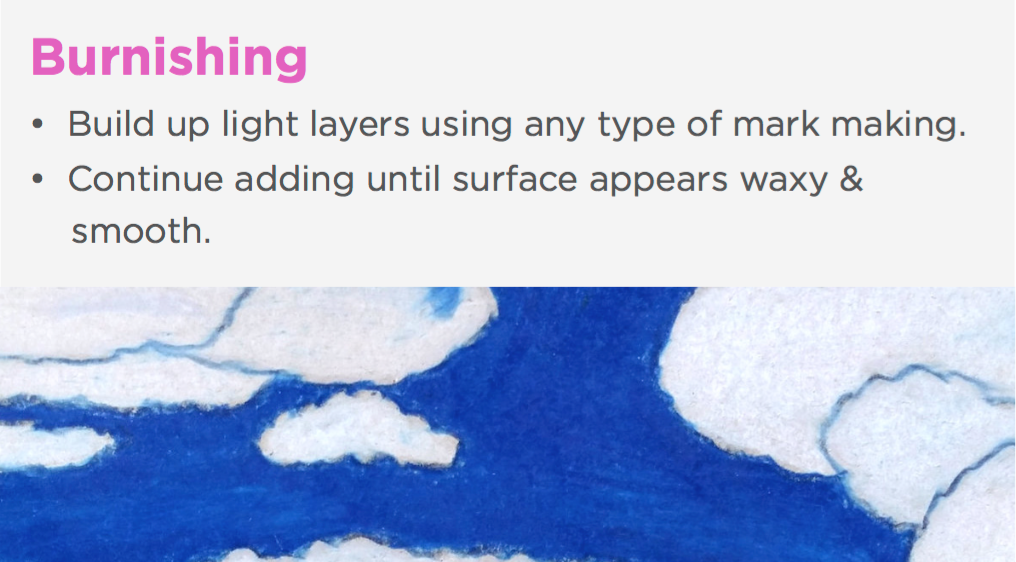 Burnishing
• Build up light layers using any type of mark making.
• Continue adding until surface appears waxy &
smooth.